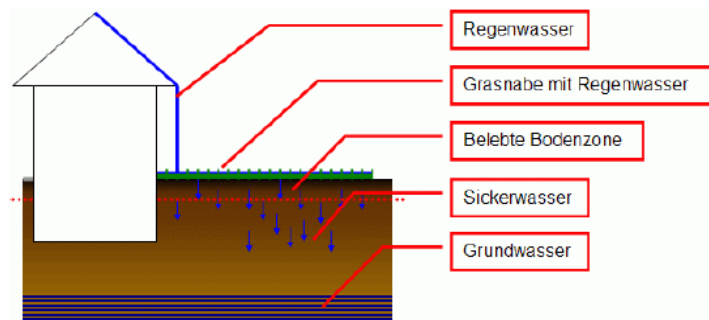 Regenwasser
Grasnabe mit Regenwasser
Belebte Bodenzone
Sickerwasser
Grundwasser